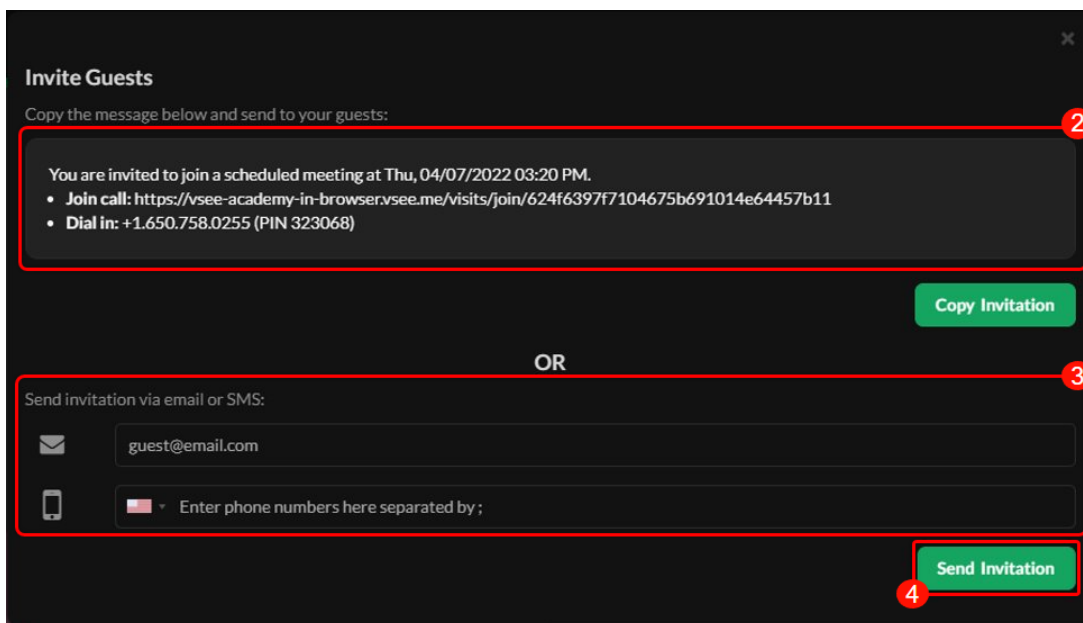 ×
Invite Guests
Copy the message below and send to your guests:
2
You are invited to join a scheduled meeting at Thu, 04/07/2022 03:20 PM.
• Join call: https://vsee-academy-in-browser.vsee.me/visits/join/624f6397f7104675b691014e64457b11
• Dial in: +1.650.758.0255 (PIN 323068)
Copy Invitation
OR
3
Send invitation via email or SMS:
guest@email.com
Enter phone numbers here separated by ;
Send Invitation
4